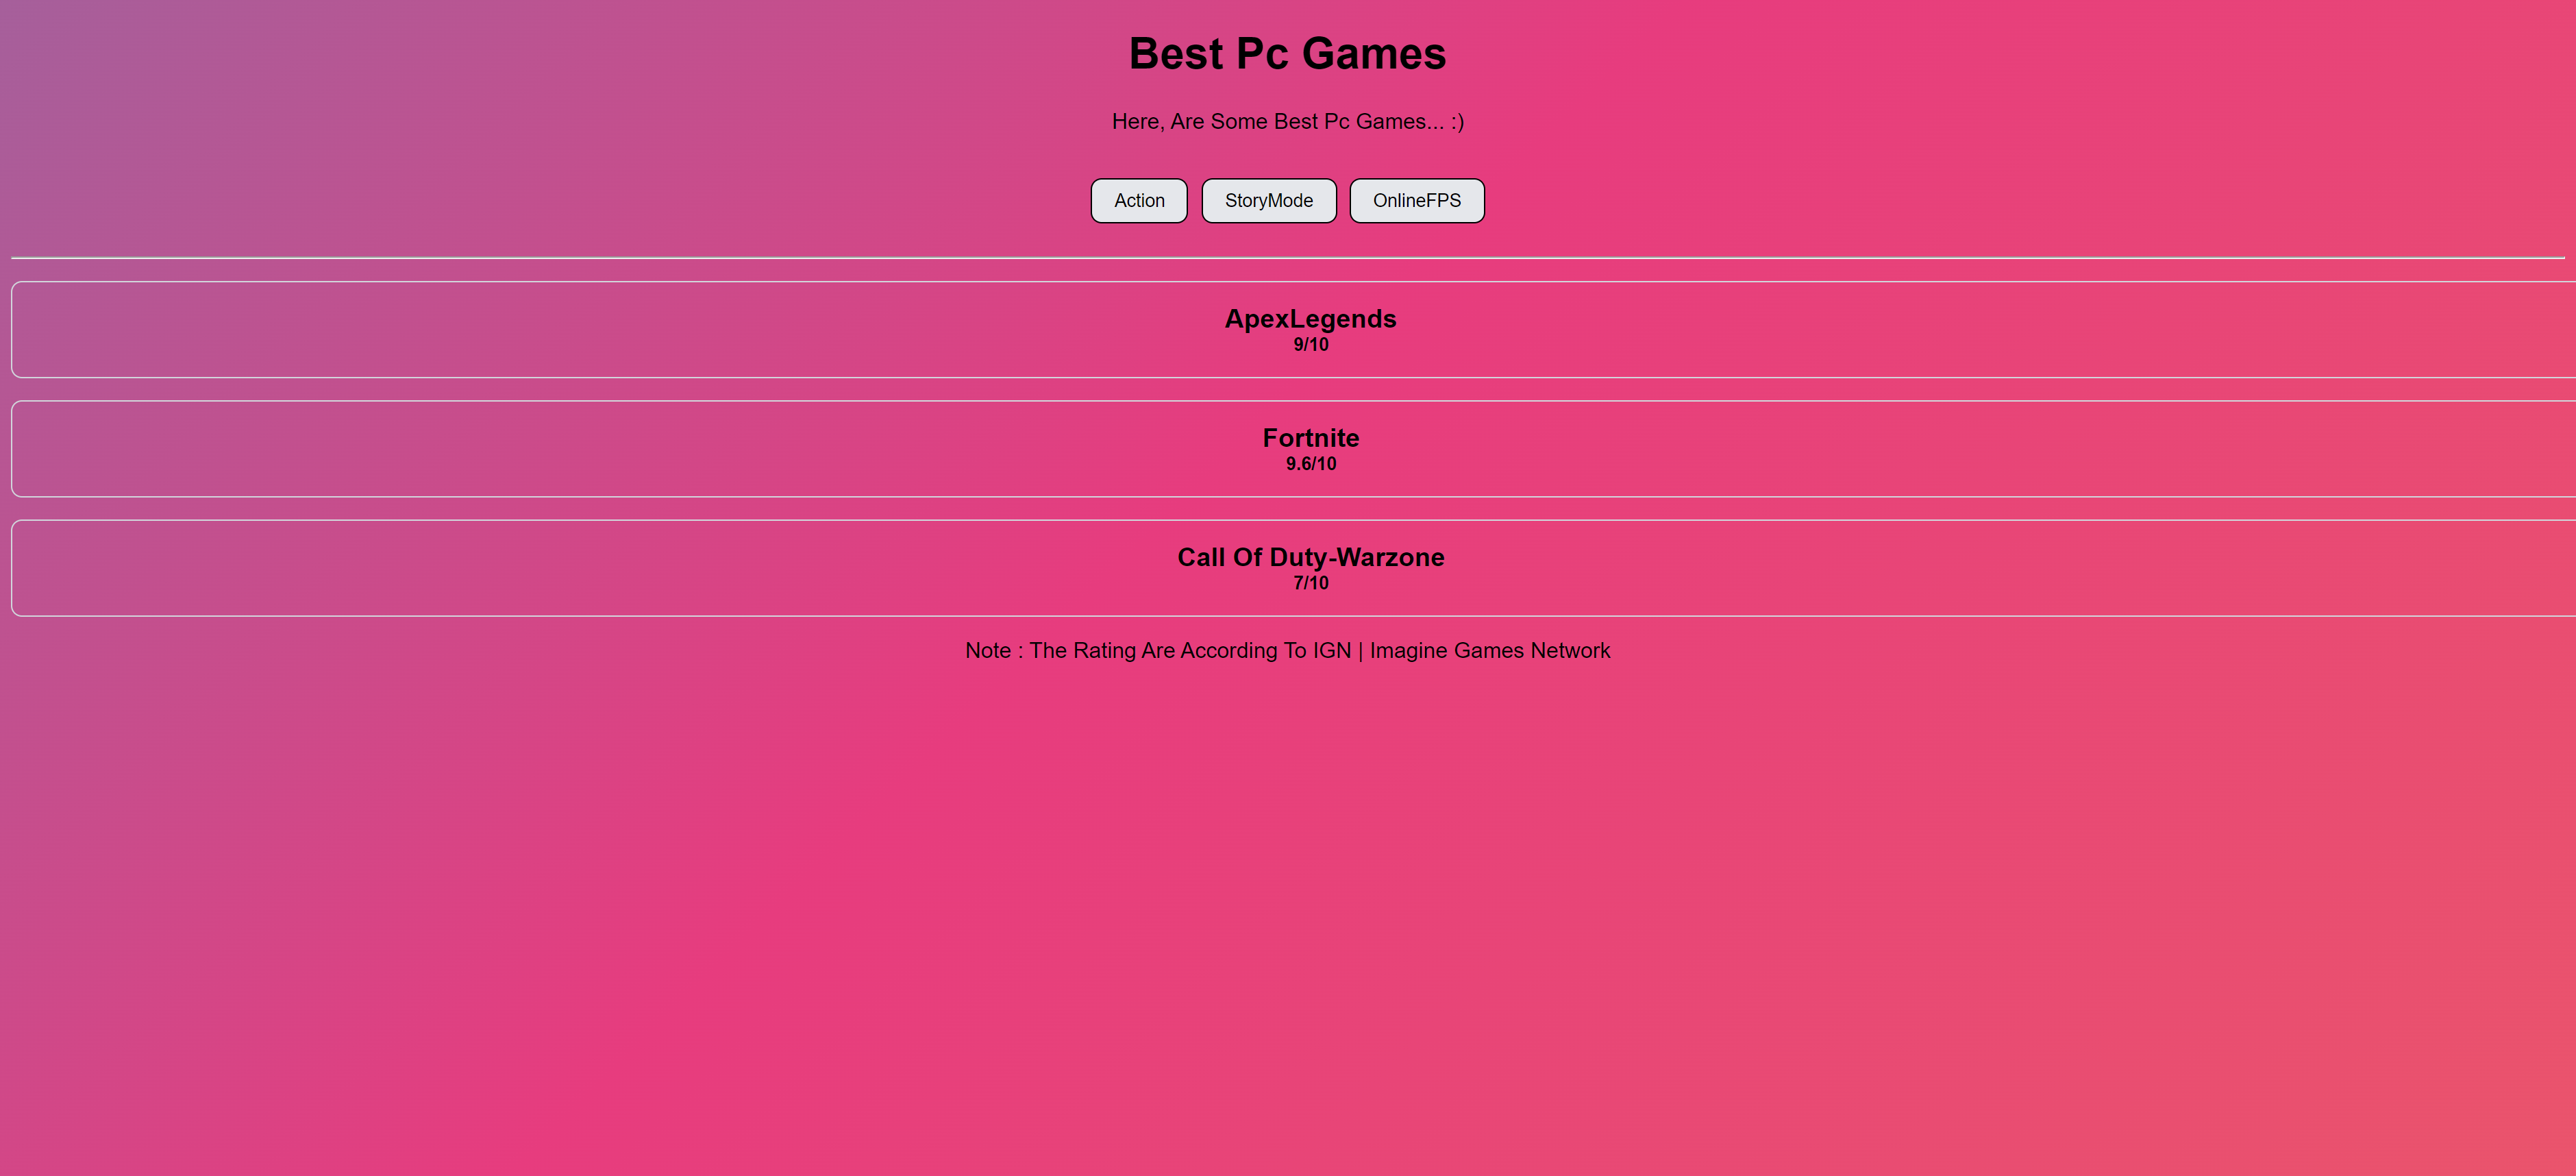 Best Pc Games
Here, Are Some Best Pc Games... :)
Action StoryMode OnlineFPS
ApexLegends
9/10
Fortnite
9.6/10
Call Of Duty-Warzone
7/10
Note : The Rating Are According To IGN | Imagine Games Network